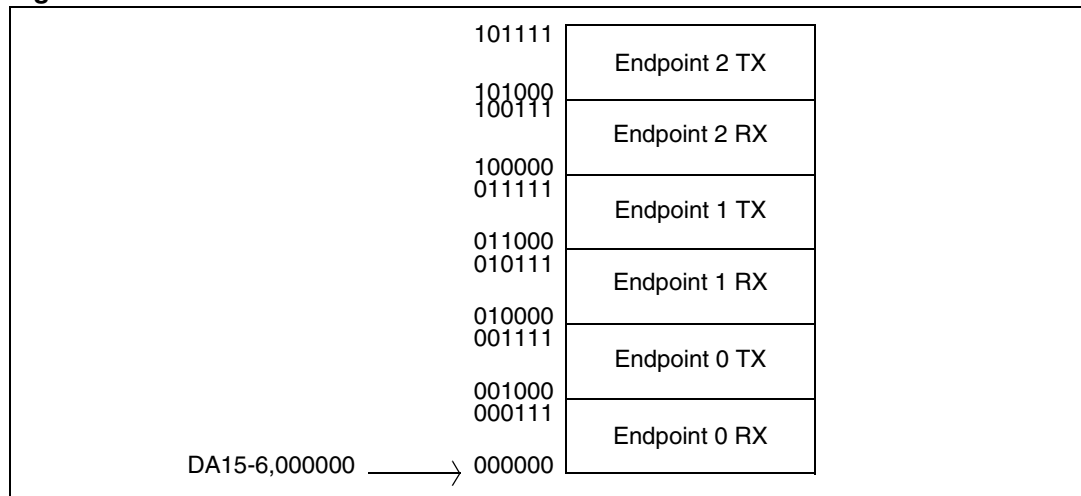 101111
Endpoint 2 TX
101000
100111
Endpoint 2 RX
100000
011111
Endpoint 1 TX
011000
010111
Endpoint 1 RX
010000
001111
Endpoint 0 TX
001000
000111
Endpoint 0 RX
DA15-6,000000 000000